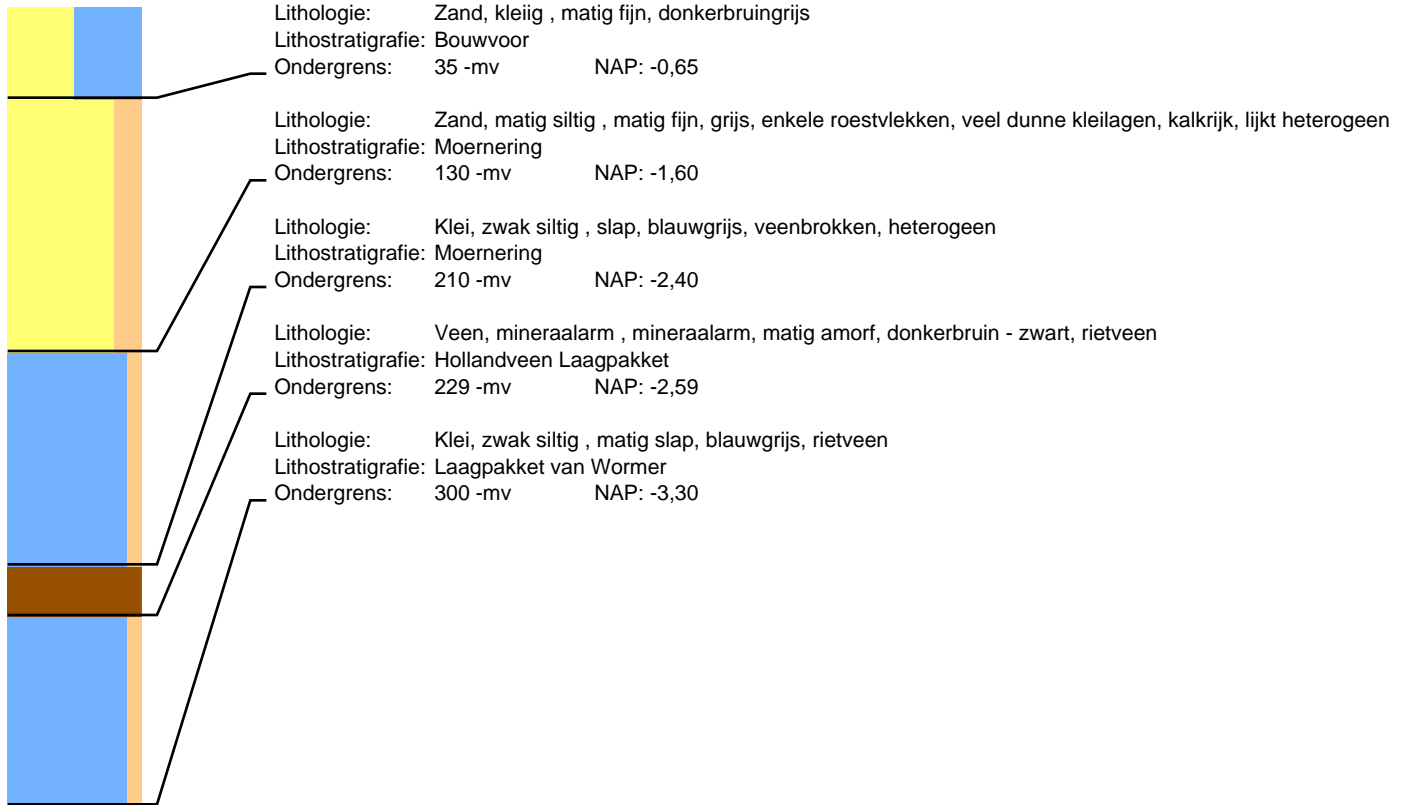 Lithologie: Zand, kleiig , matig fijn, donkerbruingrijs
Lithostratigrafie: Bouwvoor
Ondergrens: 35 -mv NAP: -0,65
Lithologie: Zand, matig siltig , matig fijn, grijs, enkele roestvlekken, veel dunne kleilagen, kalkrijk, lijkt heterogeen
Lithostratigrafie: Moernering
Ondergrens: 130 -mv NAP: -1,60
Lithologie: Klei, zwak siltig , slap, blauwgrijs, veenbrokken, heterogeen
Lithostratigrafie: Moernering
Ondergrens: 210 -mv NAP: -2,40
Lithologie: Veen, mineraalarm , mineraalarm, matig amorf, donkerbruin - zwart, rietveen
Lithostratigrafie: Hollandveen Laagpakket
Ondergrens: 229 -mv NAP: -2,59
Lithologie: Klei, zwak siltig , matig slap, blauwgrijs, rietveen
Lithostratigrafie: Laagpakket van Wormer
Ondergrens: 300 -mv NAP: -3,30